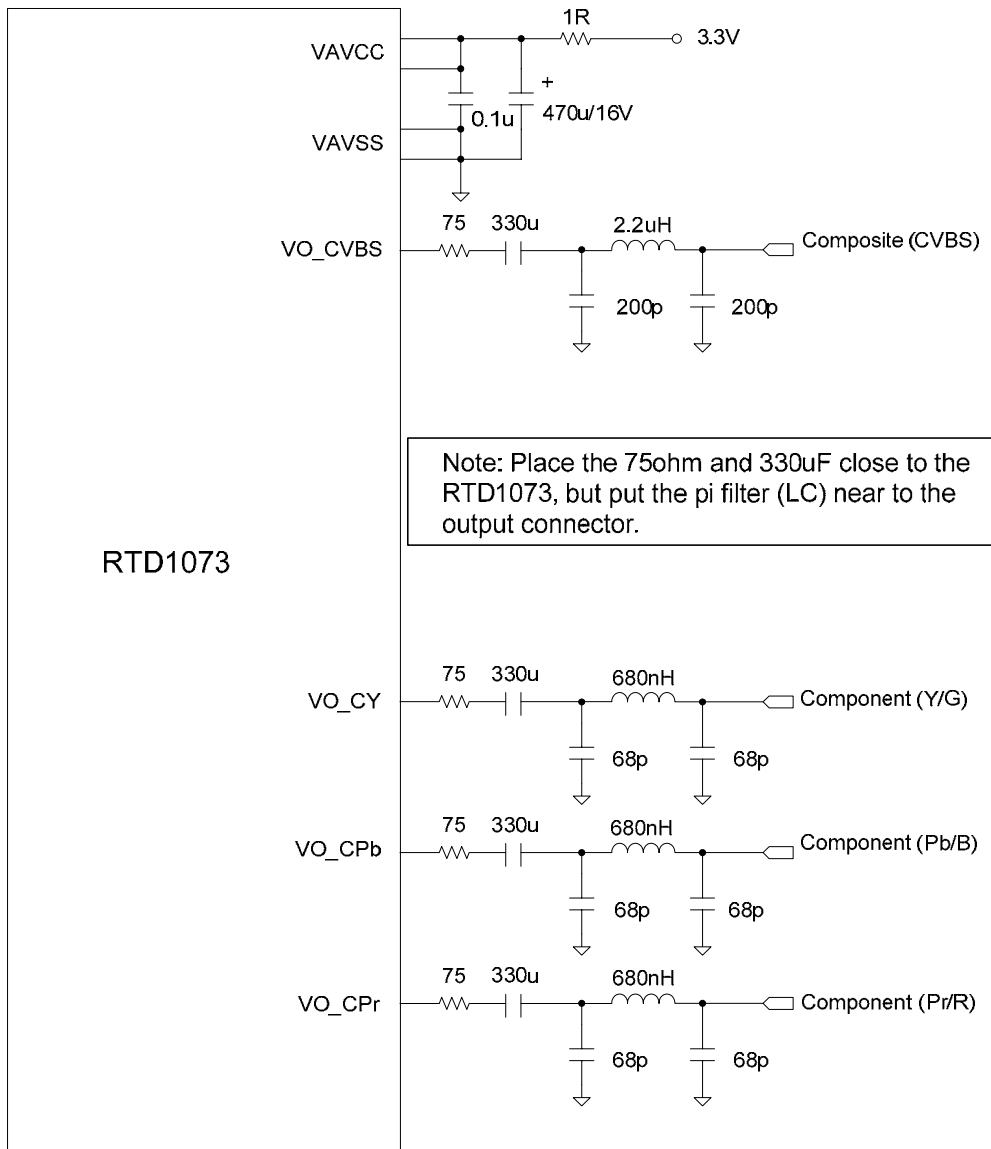 1R
3.3V
VAVCC
+
0.1u
470u/16V
VAVSS
75 330u 2.2uH
VO_CVBS
Composite (CVBS)
200p 200p
Note: Place the 75ohm and 330uF close to the
RTD1073, but put the pi filter (LC) near to the
output connector.
RTD1073
75 330u 680nH
VO_CY
Component (Y/G)
68p 68p
75 330u 680nH
VO_CPb
Component (Pb/B)
68p 68p
75 330u 680nH
VO_CPr
Component (Pr/R)
68p 68p